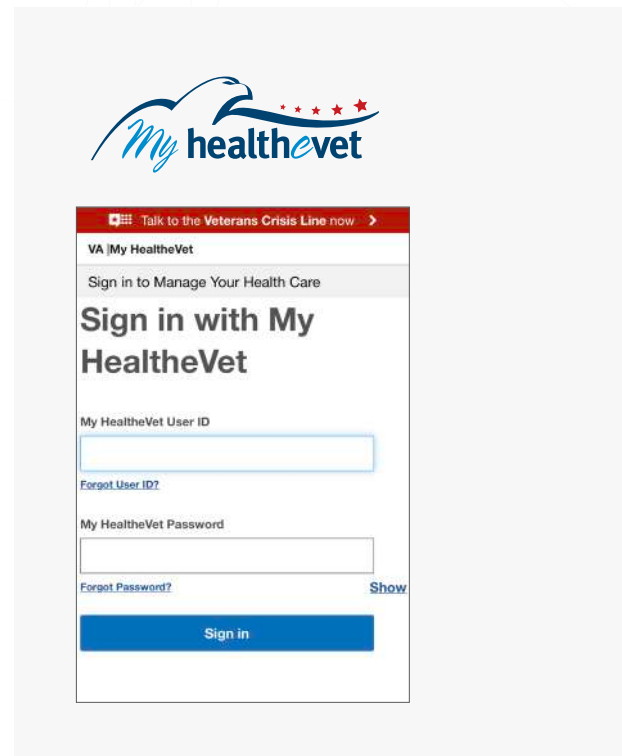 My healthevet
Talk to the Veterans Crisis Line now
VA |My HealtheVet
Sign in to Manage Your Health Care
Sign in with My
HealtheVet
My HealtheVet User ID
Forgot User ID?
My HealtheVet Password
Forgot Password? Show
Sign in